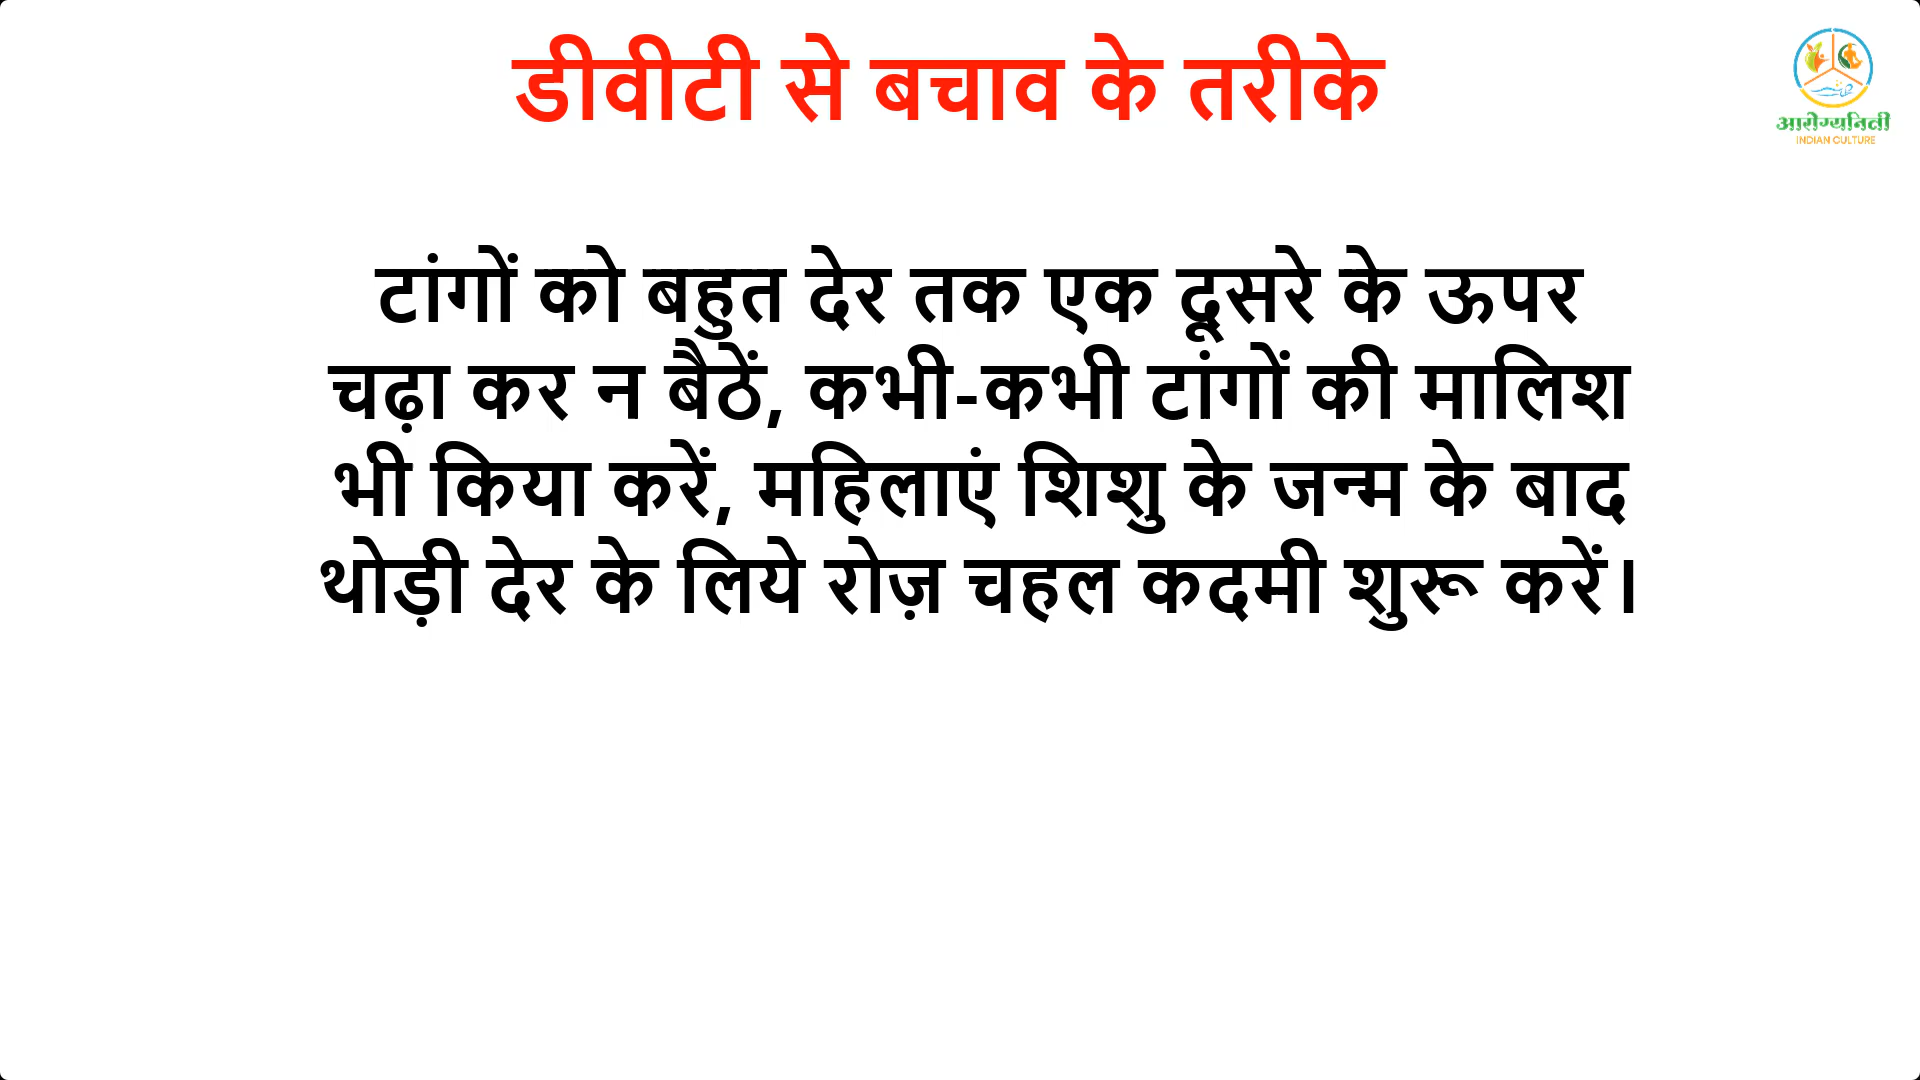 डीवीटी से बचाव के तरीके
आरोग्यनिती
INDIAN CULTURE
टांगों को बहुत देर तक एक दूसरे के ऊपर
चढ़ा कर न बैठें, कभी-कभी टांगों की मालिश
भी किया करें, महिलाएं शिशु के जन्म के बाद
थोड़ी देर के लिये रोज़ चहल कदमी शुरू करें।